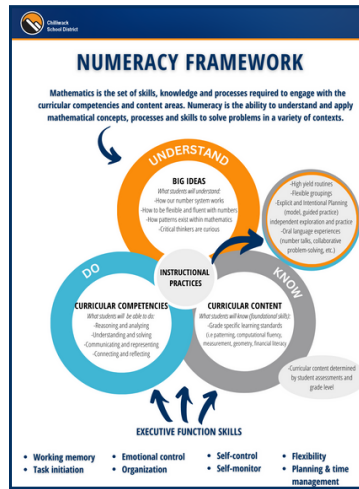 Chilliwack
School District
NUMERACY FRAMEWORK
Mathematics is the set of skills, knowledge and processes required to engage with the
curricular competencies and content areas. Numeracy is the ability to understand and apply
mathematical concepts, processes and skills to solve problems in a variety of contexts.
UNDERSTAND
BIG IDEAS
What students will understand:
-How our number system works
-How to be flexible and fluent with numbers
-How patterns exist within mathematics
-Critical thinkers are curious
-High yield routines
-Flexible groupings
-Explicit and Intentional Planning
(model, guided practice)
independent exploration and practice
-Oral language experiences
(number talks, collaborative
problem-solving, etc.)
DO
INSTRUCTIONAL
PRACTICES
KNOW
CURRICULAR COMPETENCIES
What students will be able to do:
-Reasoning and analyzing
-Understanding and solving
-Communicating and representing
-Connecting and reflecting
CURRICULAR CONTENT
What students will know (foundational skills):
-Grade specific learning standards
(i.e patterning, computational fluency,
measurement, geometry, financial literacy
-Curricular content determined
by student assessments and
grade level
EXECUTIVE FUNCTION SKILLS
• Working memory
• Task initiation
• Emotional control
• Organization
• Self-control
• Self-monitor
• Flexibility
• Planning & time
management